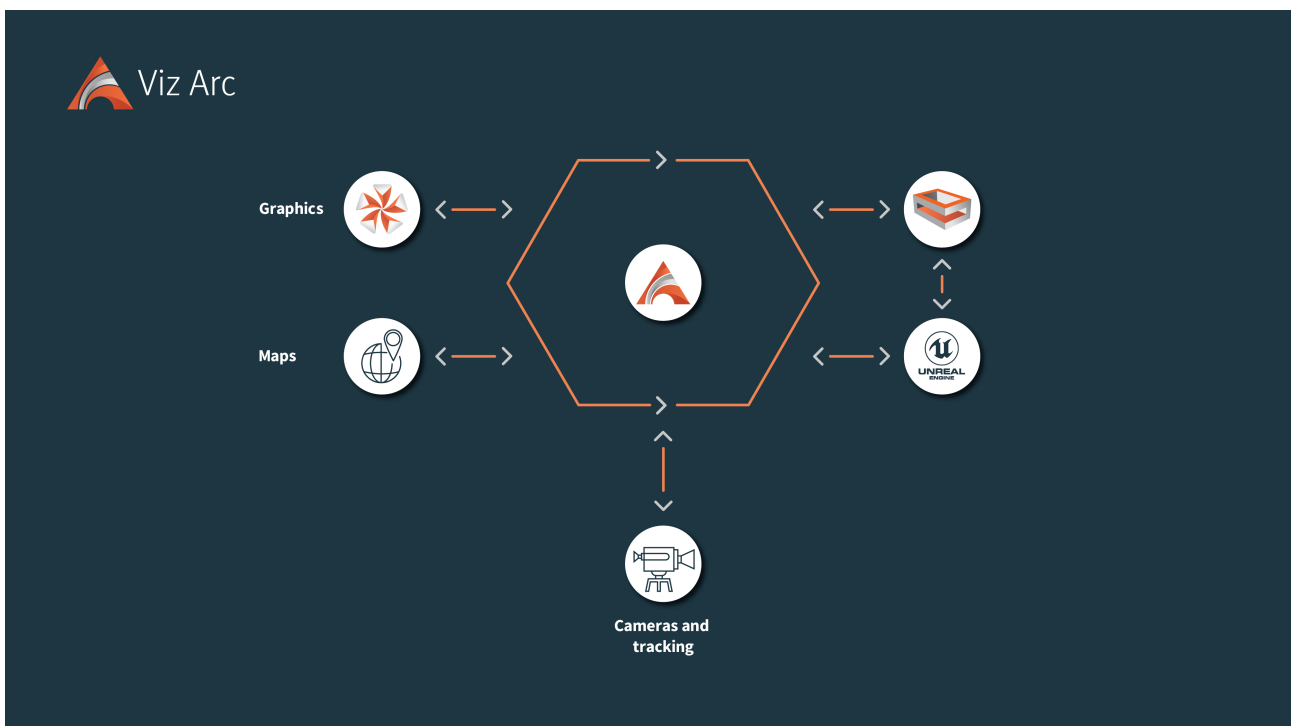 Viz Arc
Graphics
Maps
UNREAL
ENGINE
Cameras and
tracking